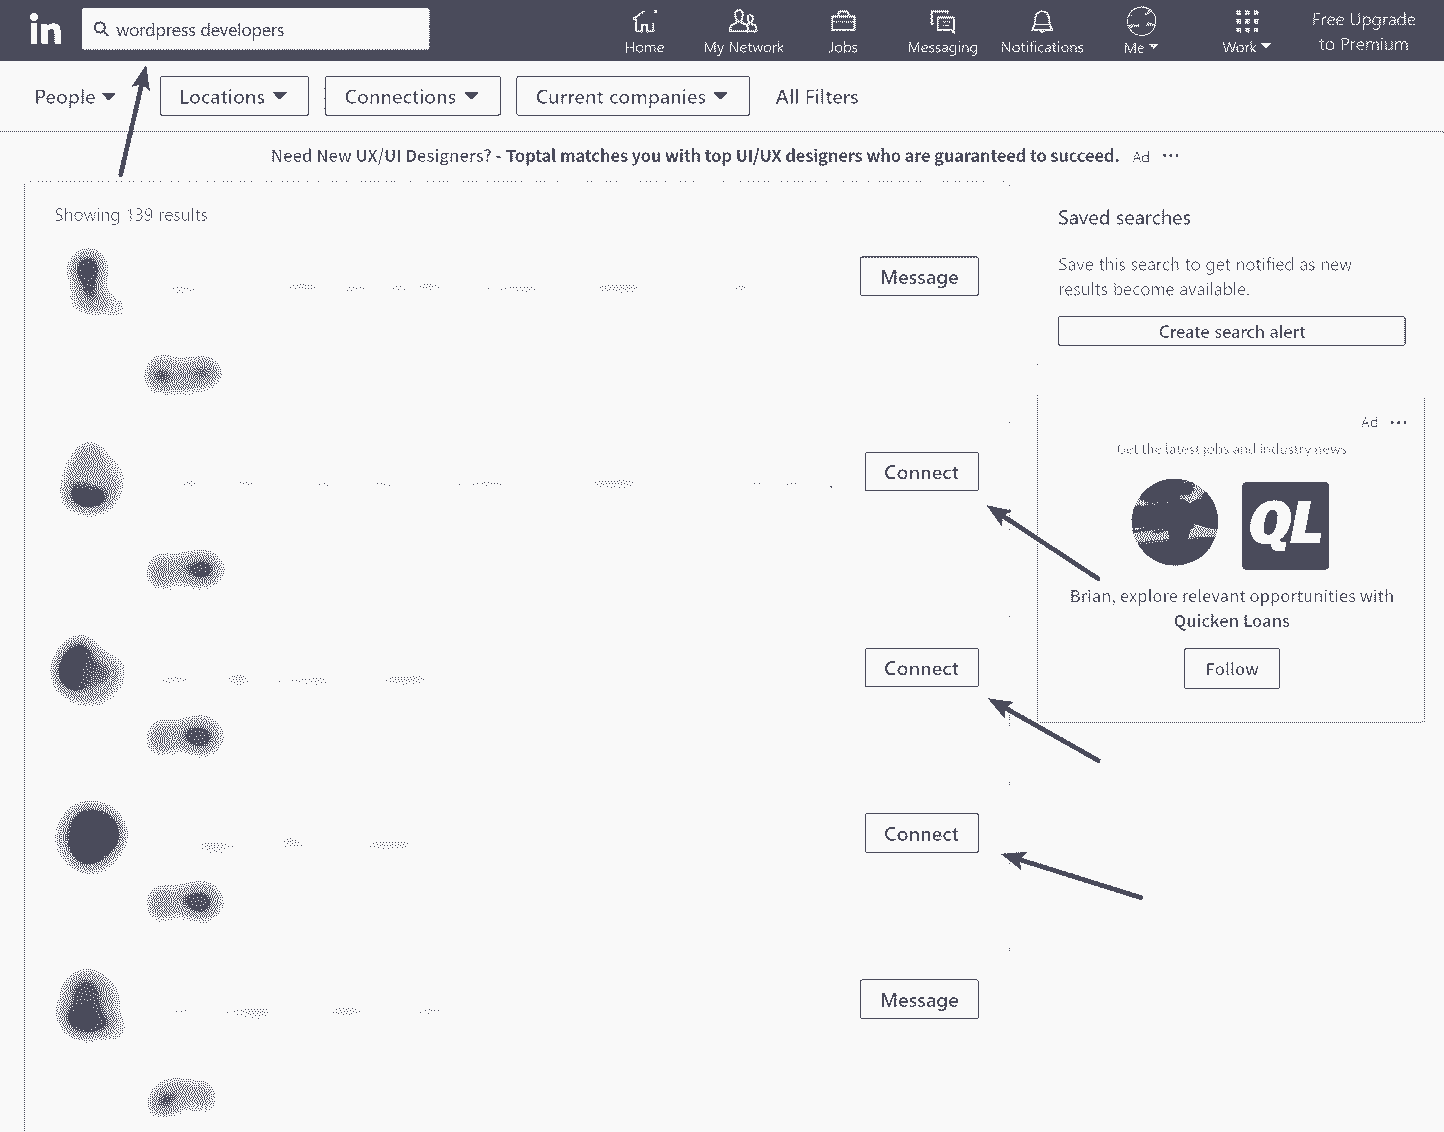 in
wordpress developers
Home
My Network
Jobs
Messaging
Notifications
Me
Work
Free Upgrade
to Premium
People
Locations
Connections
Current companies
All Filters
Need New UX/UI Designers? - Toptal matches you with top UI/UX designers who are guaranteed to succeed. Ad ...
Showing 139 results
Message
Connect
Connect
Connect
Message
Saved searches
Save this search to get notified as new
results become available.
Create search alert
Ad ...
Get the latest jobs and industry news
QL
Brian, explore relevant opportunities with
Quicken Loans
Follow